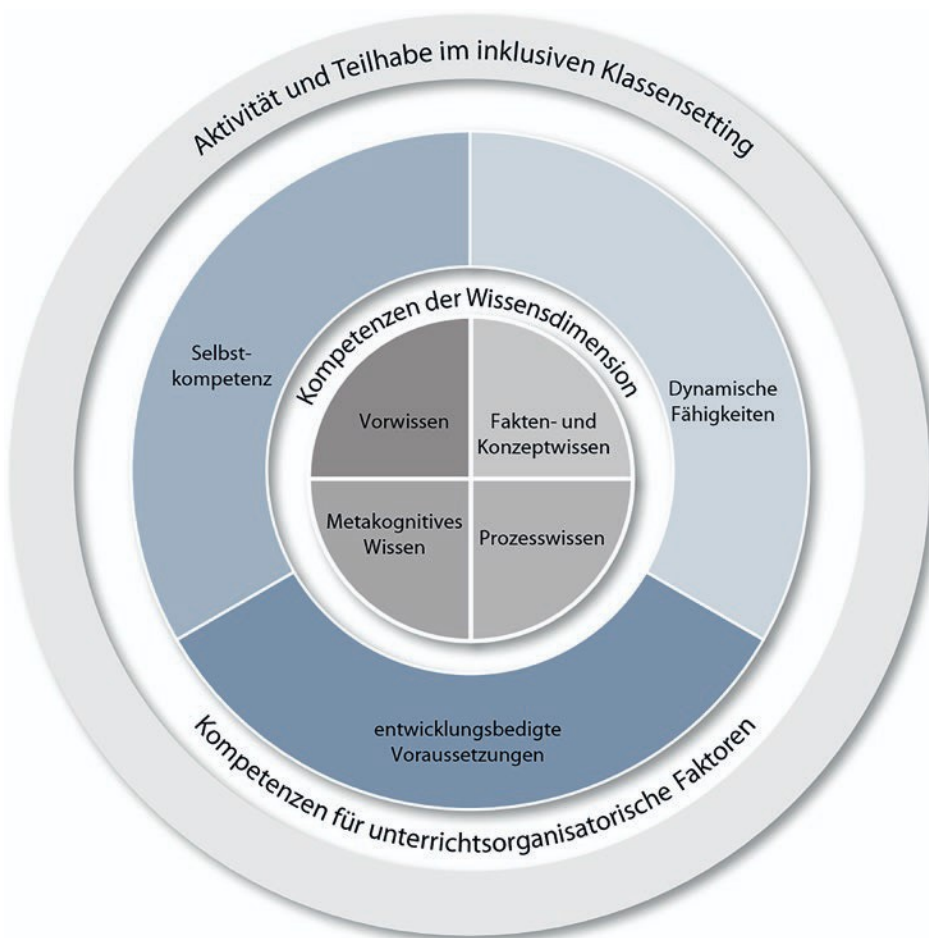 Aktivität und Teilhabe im inklusiven Klassensetting
Kompetenzen der Wissensdimension
Selbst-
kompetenz
Dynamische
Fähigkeiten
Vorwissen
Fakten- und
Konzeptwissen
Metakognitives
Wissen
Prozesswissen
entwicklungsbedigte
Voraussetzungen
Kompetenzen für unterrichtsorganisatorische Faktoren